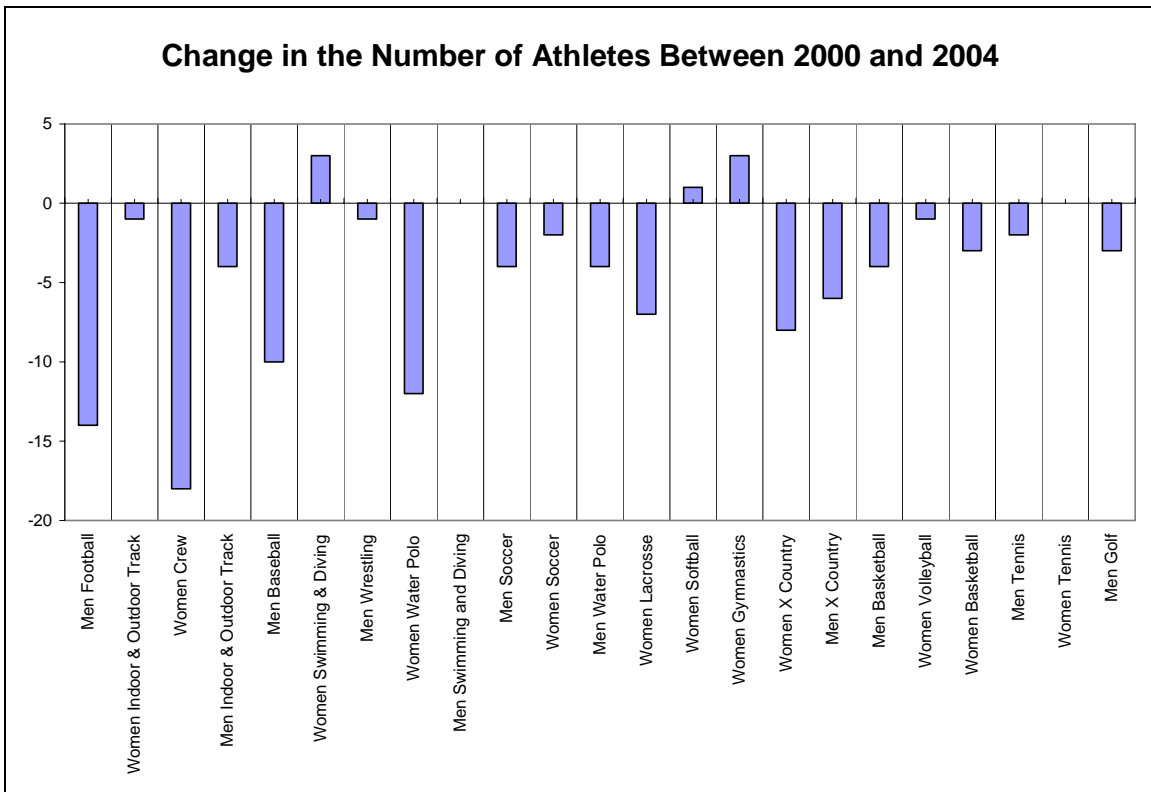 Change in the Number of Athletes Between 2000 and 2004
5
0
-5
-10
-15
-20
Men Football
Women Indoor & Outdoor Track
Women Crew
Men Indoor & Outdoor Track
Men Baseball
Women Swimming & Diving
Men Wrestling
Women Water Polo
Men Swimming and Diving
Men Soccer
Women Soccer
Men Water Polo
Women Lacrosse
Women Softball
Women Gymnastics
Women X Country
Men X Country
Men Basketball
Women Volleyball
Women Basketball
Men Tennis
Women Tennis
Men Golf